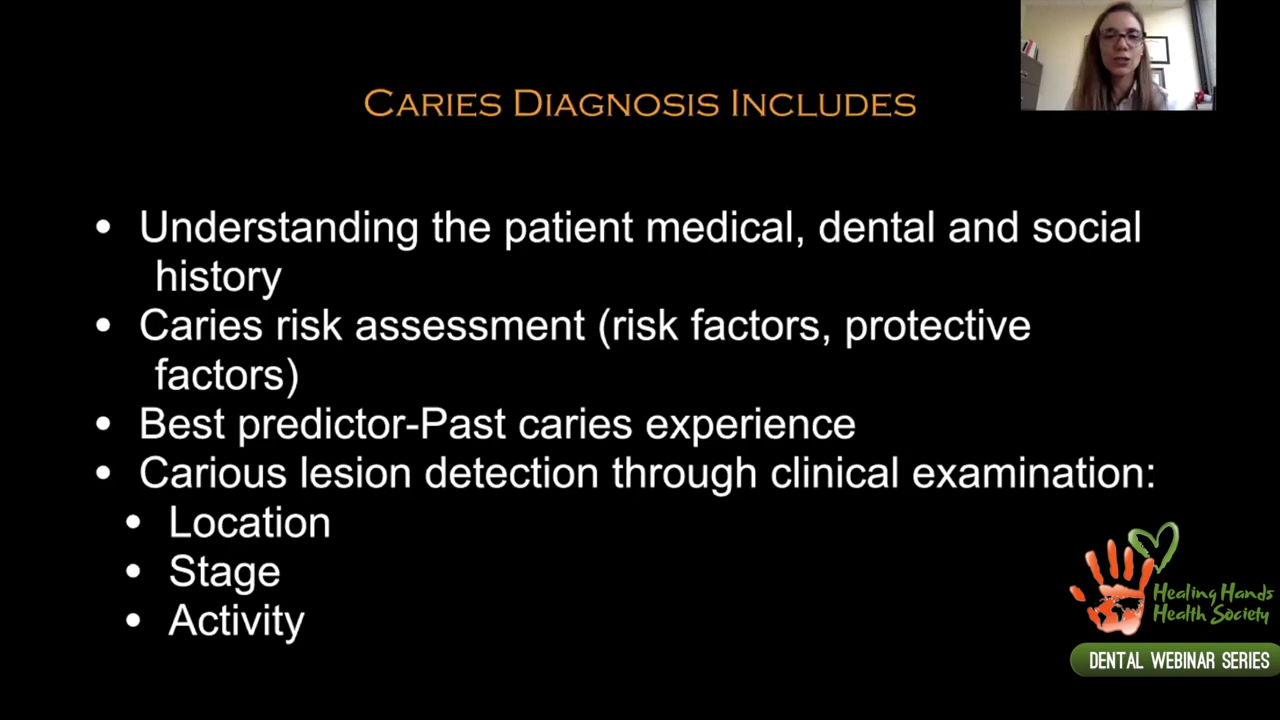 CARIES DIAGNOSIS INCLUDES
• Understanding the patient medical, dental and social
history
• Caries risk assessment (risk factors, protective
factors)
• Best predictor-Past caries experience
• Carious lesion detection through clinical examination:
• Location
• Stage
• Activity
Healing Hands
Health Society
DENTAL WEBINAR SERIES